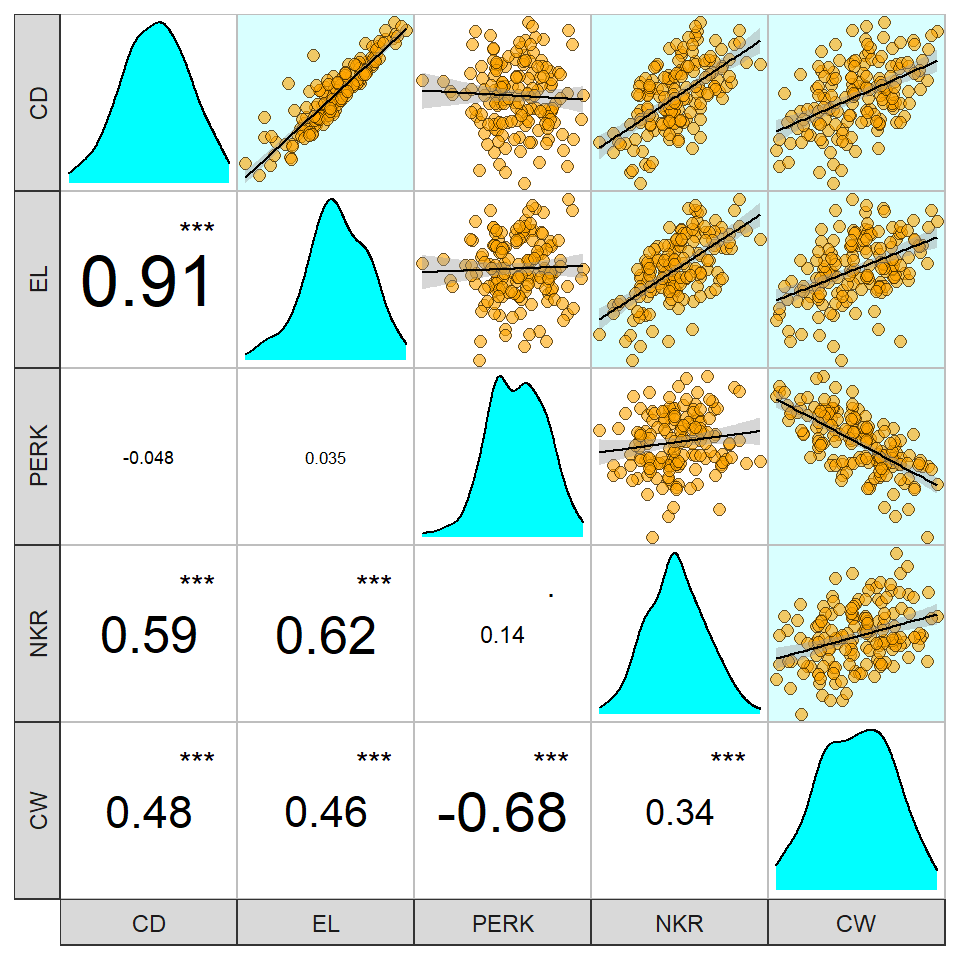 CD
EL
***
0.91
PERK
-0.048
0.035
NKR
***
0.59
***
0.62
.
0.14
CW
***
0.48
***
0.46
***
-0.68
***
0.34
CD
EL
PERK
NKR
CW